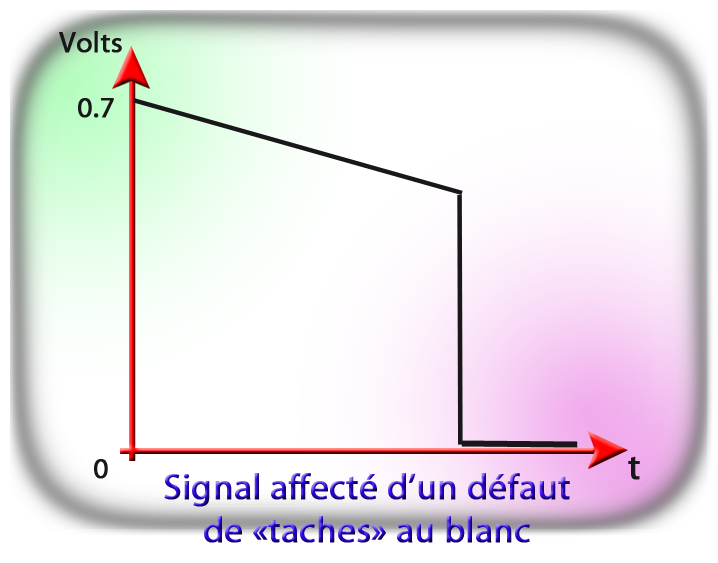 Volts
0.7
0
t
Signal affecté d'un défaut
de «taches» au blanc